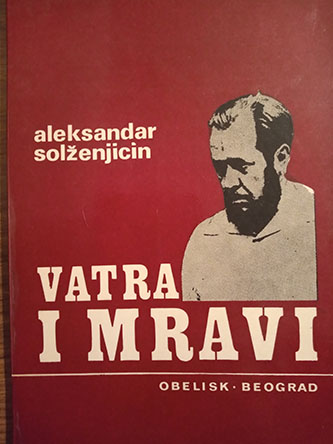 aleksandar
solženjicin
VATRA
I MRAVI
OBELISK · BEOGRAD